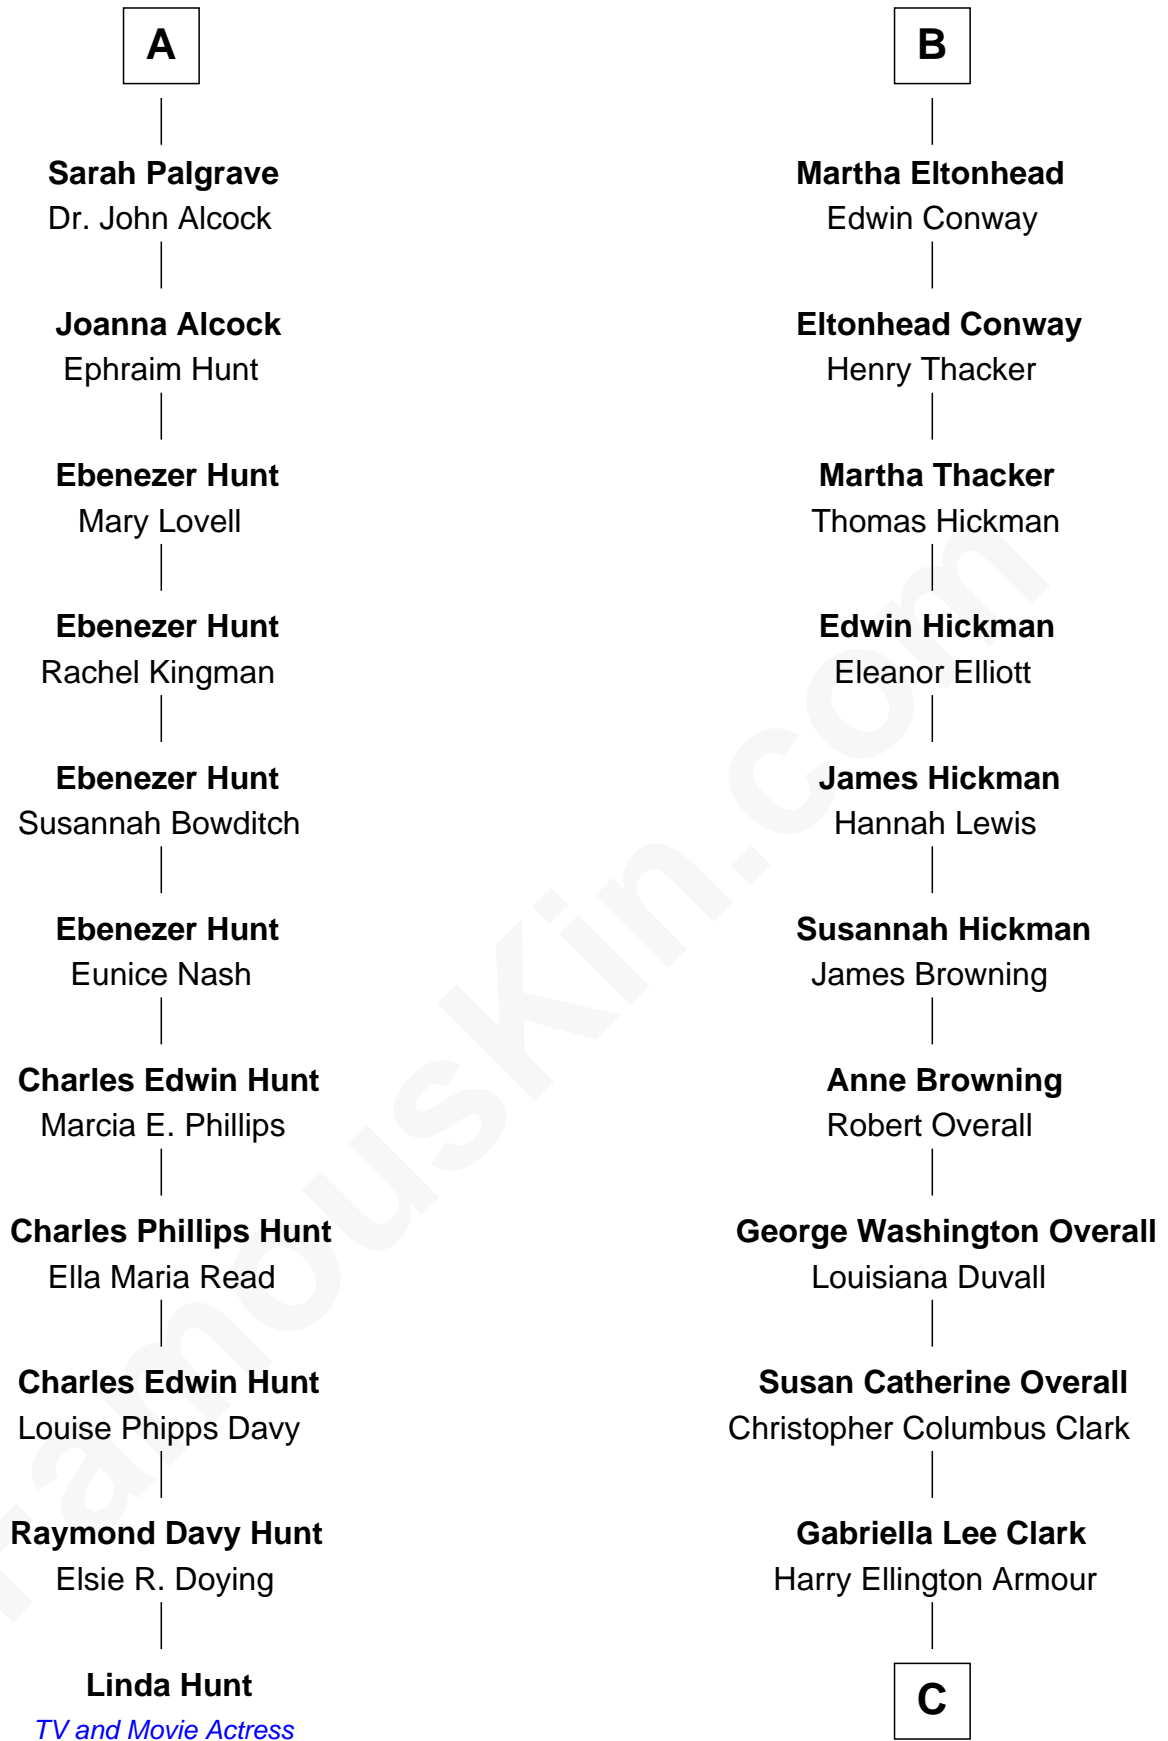 A
Sarah Palgrave
Dr. John Alcock
Joanna Alcock
Ephraim Hunt
Ebenezer Hunt
Mary Lovell
Ebenezer Hunt
Rachel Kingman
Ebenezer Hunt
Susannah Bowditch
Ebenezer Hunt
Eunice Nash
Charles Edwin Hunt
Marcia E. Phillips
Charles Phillips Hunt
Ella Maria Read
Charles Edwin Hunt
Louise Phipps Davy
Raymond Davy Hunt
Elsie R. Doying
Linda Hunt
TV and Movie Actress
B
Martha Eltonhead
Edwin Conway
Eltonhead Conway
Henry Thacker
Martha Thacker
Thomas Hickman
Edwin Hickman
Eleanor Elliott
James Hickman
Hannah Lewis
Susannah Hickman
James Browning
Anne Browning
Robert Overall
George Washington Overall
Louisiana Duvall
Susan Catherine Overall
Christopher Columbus Clark
Gabriella Lee Clark
Harry Ellington Armour
C
FamousKin.com